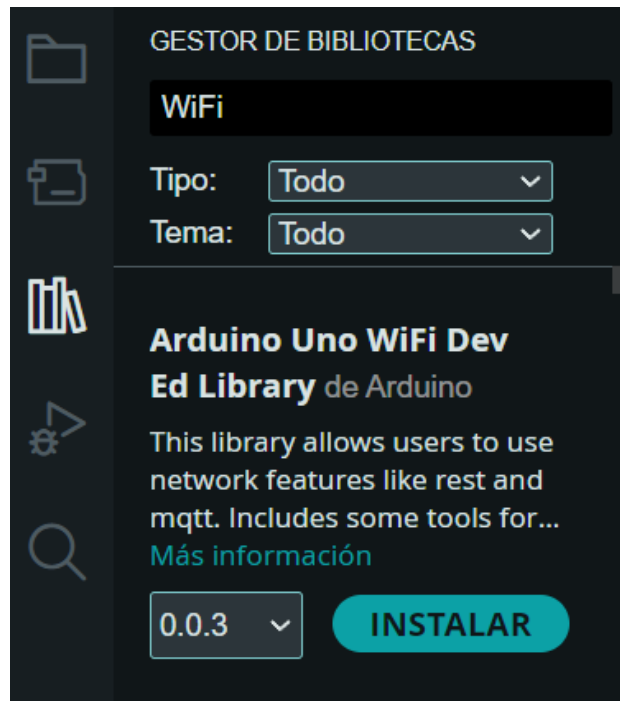 GESTOR DE BIBLIOTECAS
WiFi
Tipo: Todo
Tema: Todo
Arduino Uno WiFi Dev
Ed Library de Arduino
This library allows users to use
network features like rest and
mqtt. Includes some tools for...
Más información
0.0.3 INSTALAR